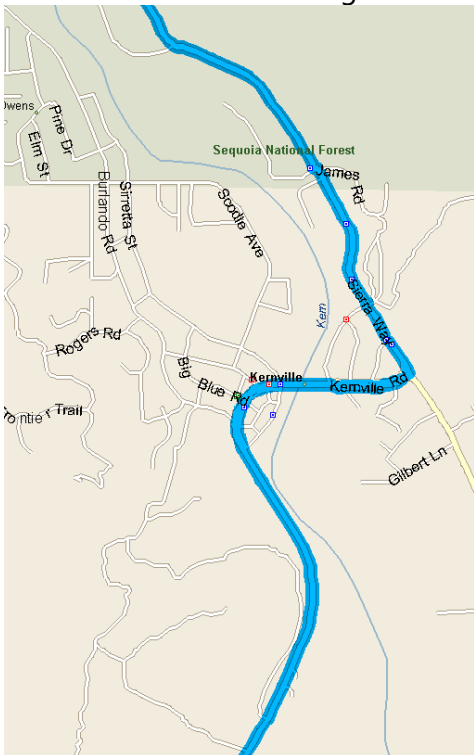 Owens
Pine Dr
Elm St
Sequoia National Forest
James Rd
Burlando Rd
Sirretta St
Scodie Ave
Kern
Sierra Way
Rogers Rd
Big Blue Rd
Kernville
Kernville Rd
Trail
Gilbert Ln